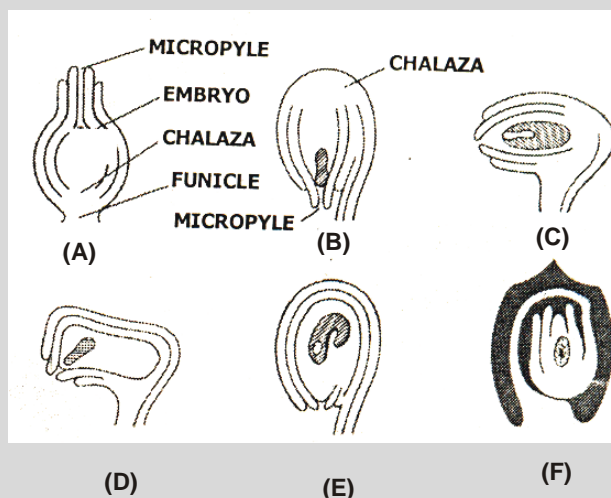 MICROPYLE
EMBRYO
CHALAZA
FUNICLE
(A)
CHALAZA
MICROPYLE
(B)
(C)
(D)
(E)
(F)